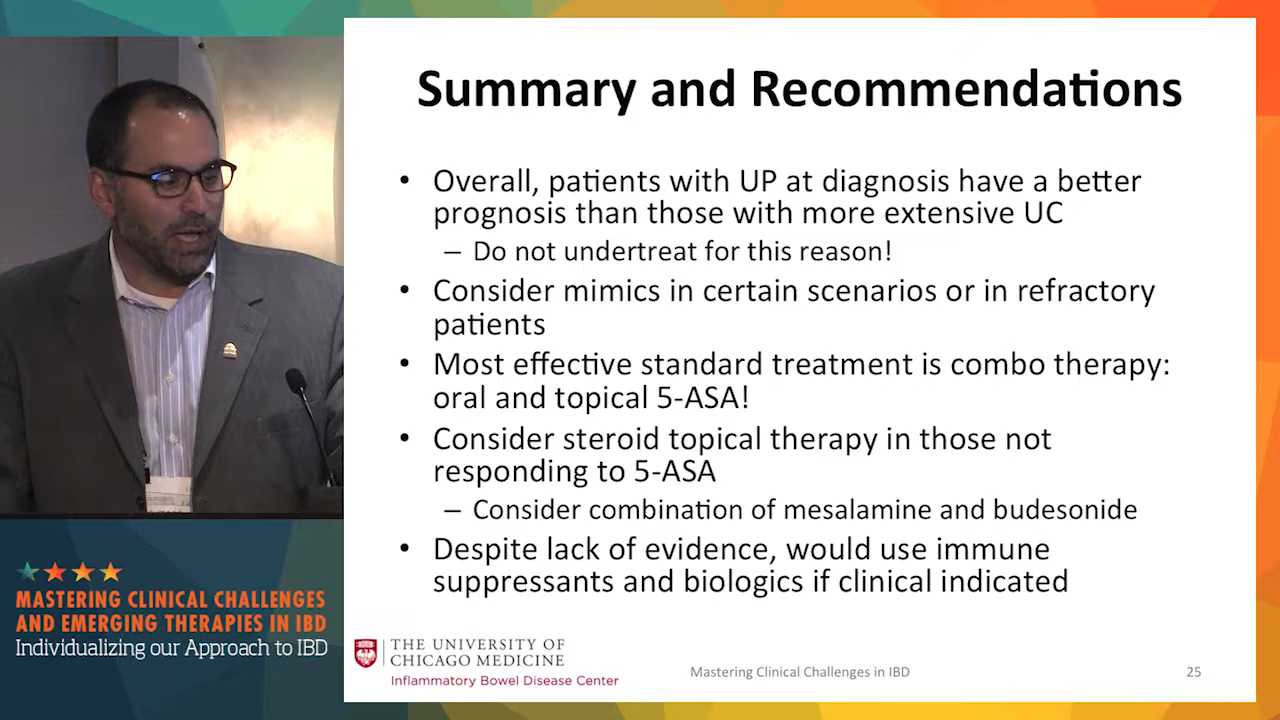 Summary and Recommendations
• Overall, patients with UP at diagnosis have a better
prognosis than those with more extensive UC
– Do not undertreat for this reason!
• Consider mimics in certain scenarios or in refractory
patients
• Most effective standard treatment is combo therapy:
oral and topical 5-ASA!
• Consider steroid topical therapy in those not
responding to 5-ASA
– Consider combination of mesalamine and budesonide
• Despite lack of evidence, would use immune
suppressants and biologics if clinical indicated
THE UNIVERSITY OF
CHICAGO MEDICINE
Inflammatory Bowel Disease Center
Mastering Clinical Challenges in IBD
25
MASTERING CLINICAL CHALLENGES
AND EMERGING THERAPIES IN IBD
Individualizing our Approach to IBD